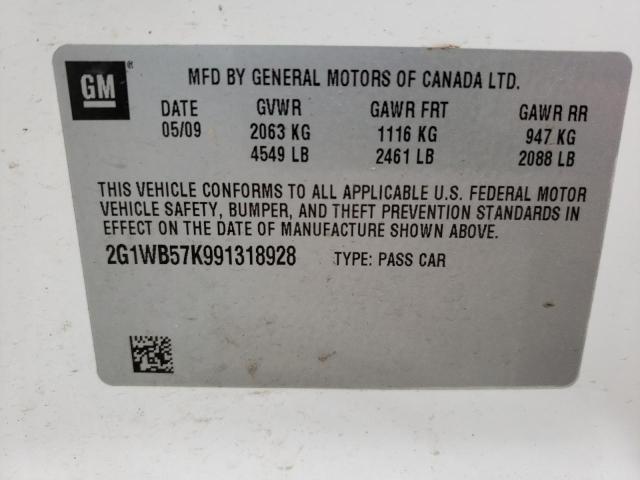 GM ® MFD BY GENERAL MOTORS OF CANADA LTD.
DATE GVWR GAWR FRT GAWR RR
05/09 2063 KG 1116 KG 947 KG
4549 LB 2461 LB 2088 LB
THIS VEHICLE CONFORMS TO ALL APPLICABLE U.S. FEDERAL MOTOR
VEHICLE SAFETY, BUMPER, AND THEFT PREVENTION STANDARDS IN
EFFECT ON THE DATE OF MANUFACTURE SHOWN ABOVE.
2G1WB57K991318928 TYPE: PASS CAR